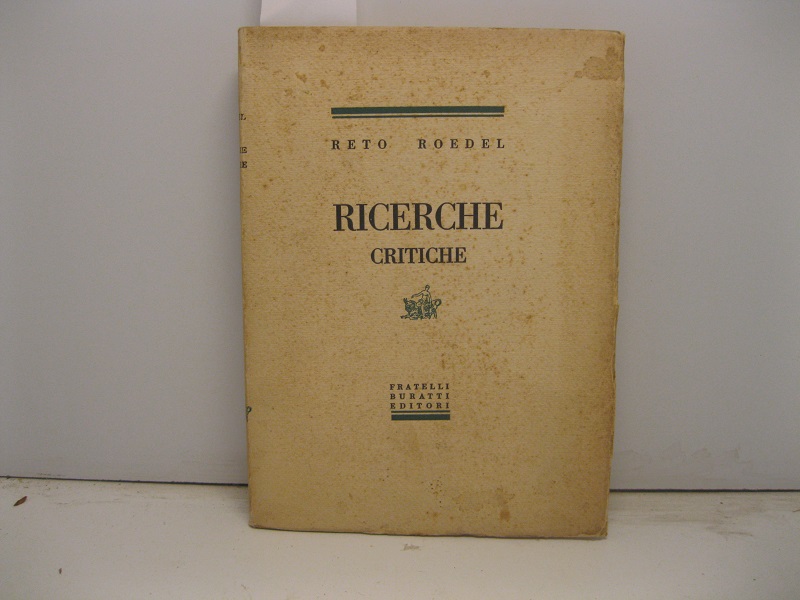 RETO ROEDEL
RICERCHE
CRITICHE
FRATELLI
BURATTI
EDITORI
L
E
E